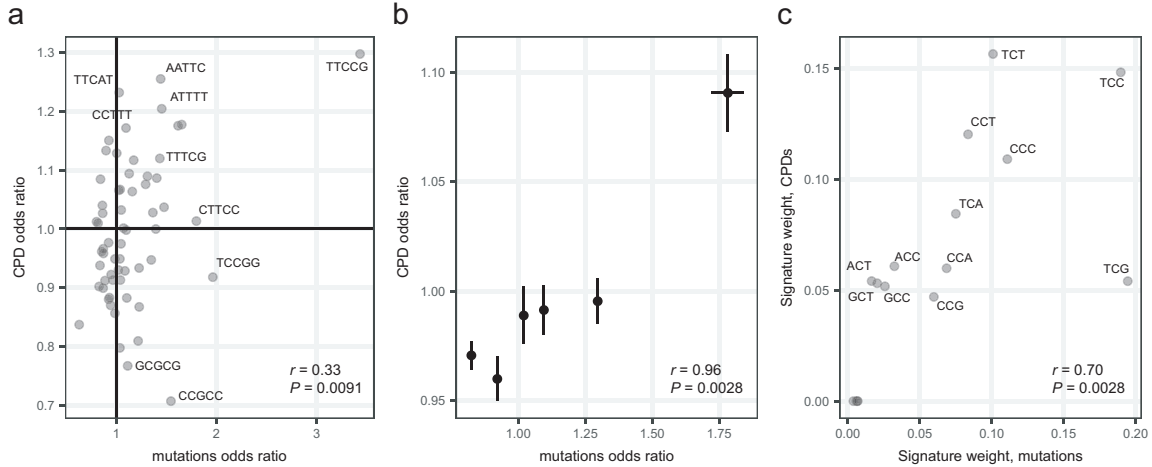 a
CPD odds ratio
1.3
1.2
1.1
1.0
0.9
0.8
0.7
TTCAT
AATTC
TTCCG
ATTTT
CCTTT
TTTCG
CTTCC
TCCGG
GCGCG
CCGCC
r = 0.33
P = 0.0091
1
2
3
mutations odds ratio
b
CPD odds ratio
1.10
1.05
1.00
0.95
r = 0.96
P = 0.0028
1.00
1.25
1.50
1.75
mutations odds ratio
c
Signature weight, CPDs
0.15
0.10
0.05
0.00
TCT
TCC
CCT
CCC
TCA
ACT
ACC
CCA
TCG
GCT
GCC
CCG
r = 0.70
P = 0.0028
0.00
0.05
0.10
0.15
0.20
Signature weight, mutations